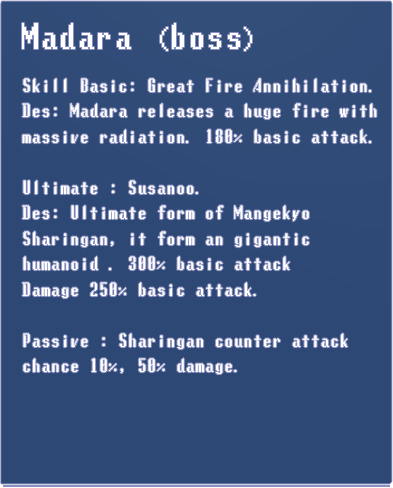 Madara (boss)
Skill Basic: Great Fire Annihilation.
Des: Madara releases a huge fire with
massive radiation. 180% basic attack.
Ultimate : Susanoo.
Des: Ultimate form of Mangekyo
Sharingan, it form an gigantic
humanoid . 300% basic attack
Damage 250% basic attack.
Passive : Sharingan counter attack
chance 10%, 50% damage.